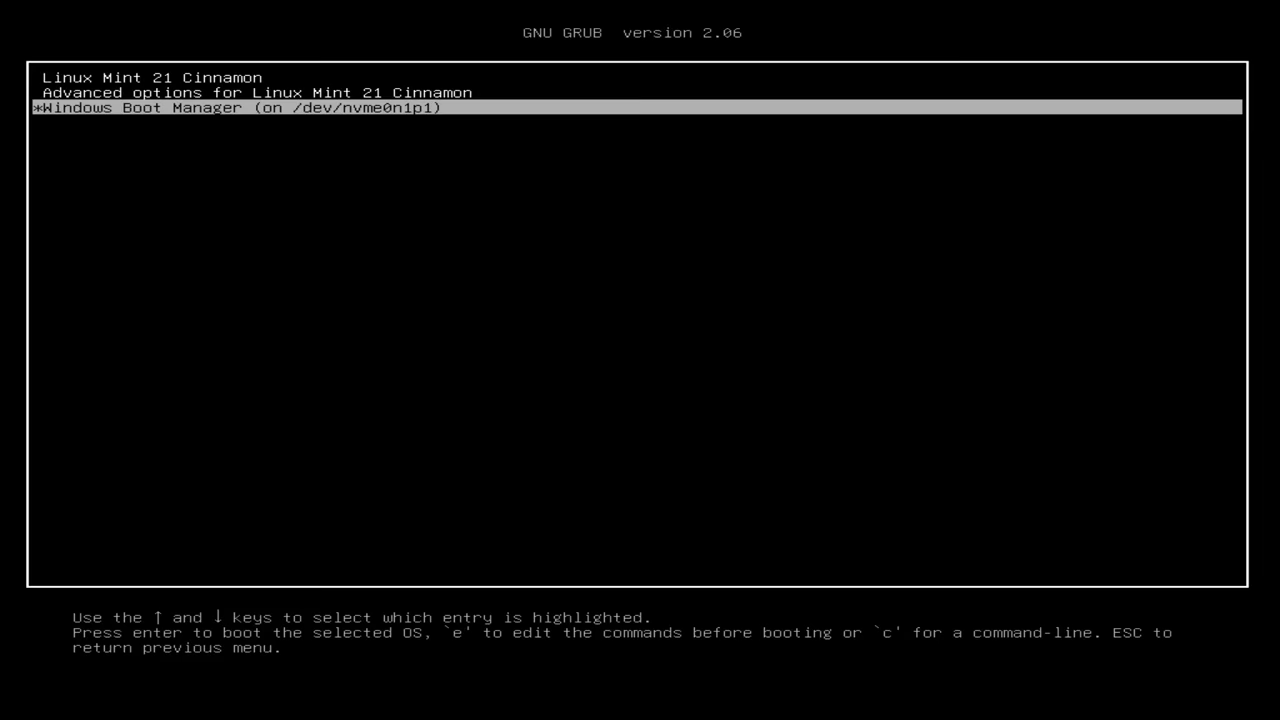 GNU GRUB  version 2.06
Linux Mint 21 Cinnamon
Advanced options for Linux Mint 21 Cinnamon
*Windows Boot Manager (on /dev/nvme0n1p1)
Use the ↑ and ↓ keys to select which entry is highlighted.
Press enter to boot the selected OS, `e' to edit the commands before booting or `c' for a command-line. ESC to
return previous menu.